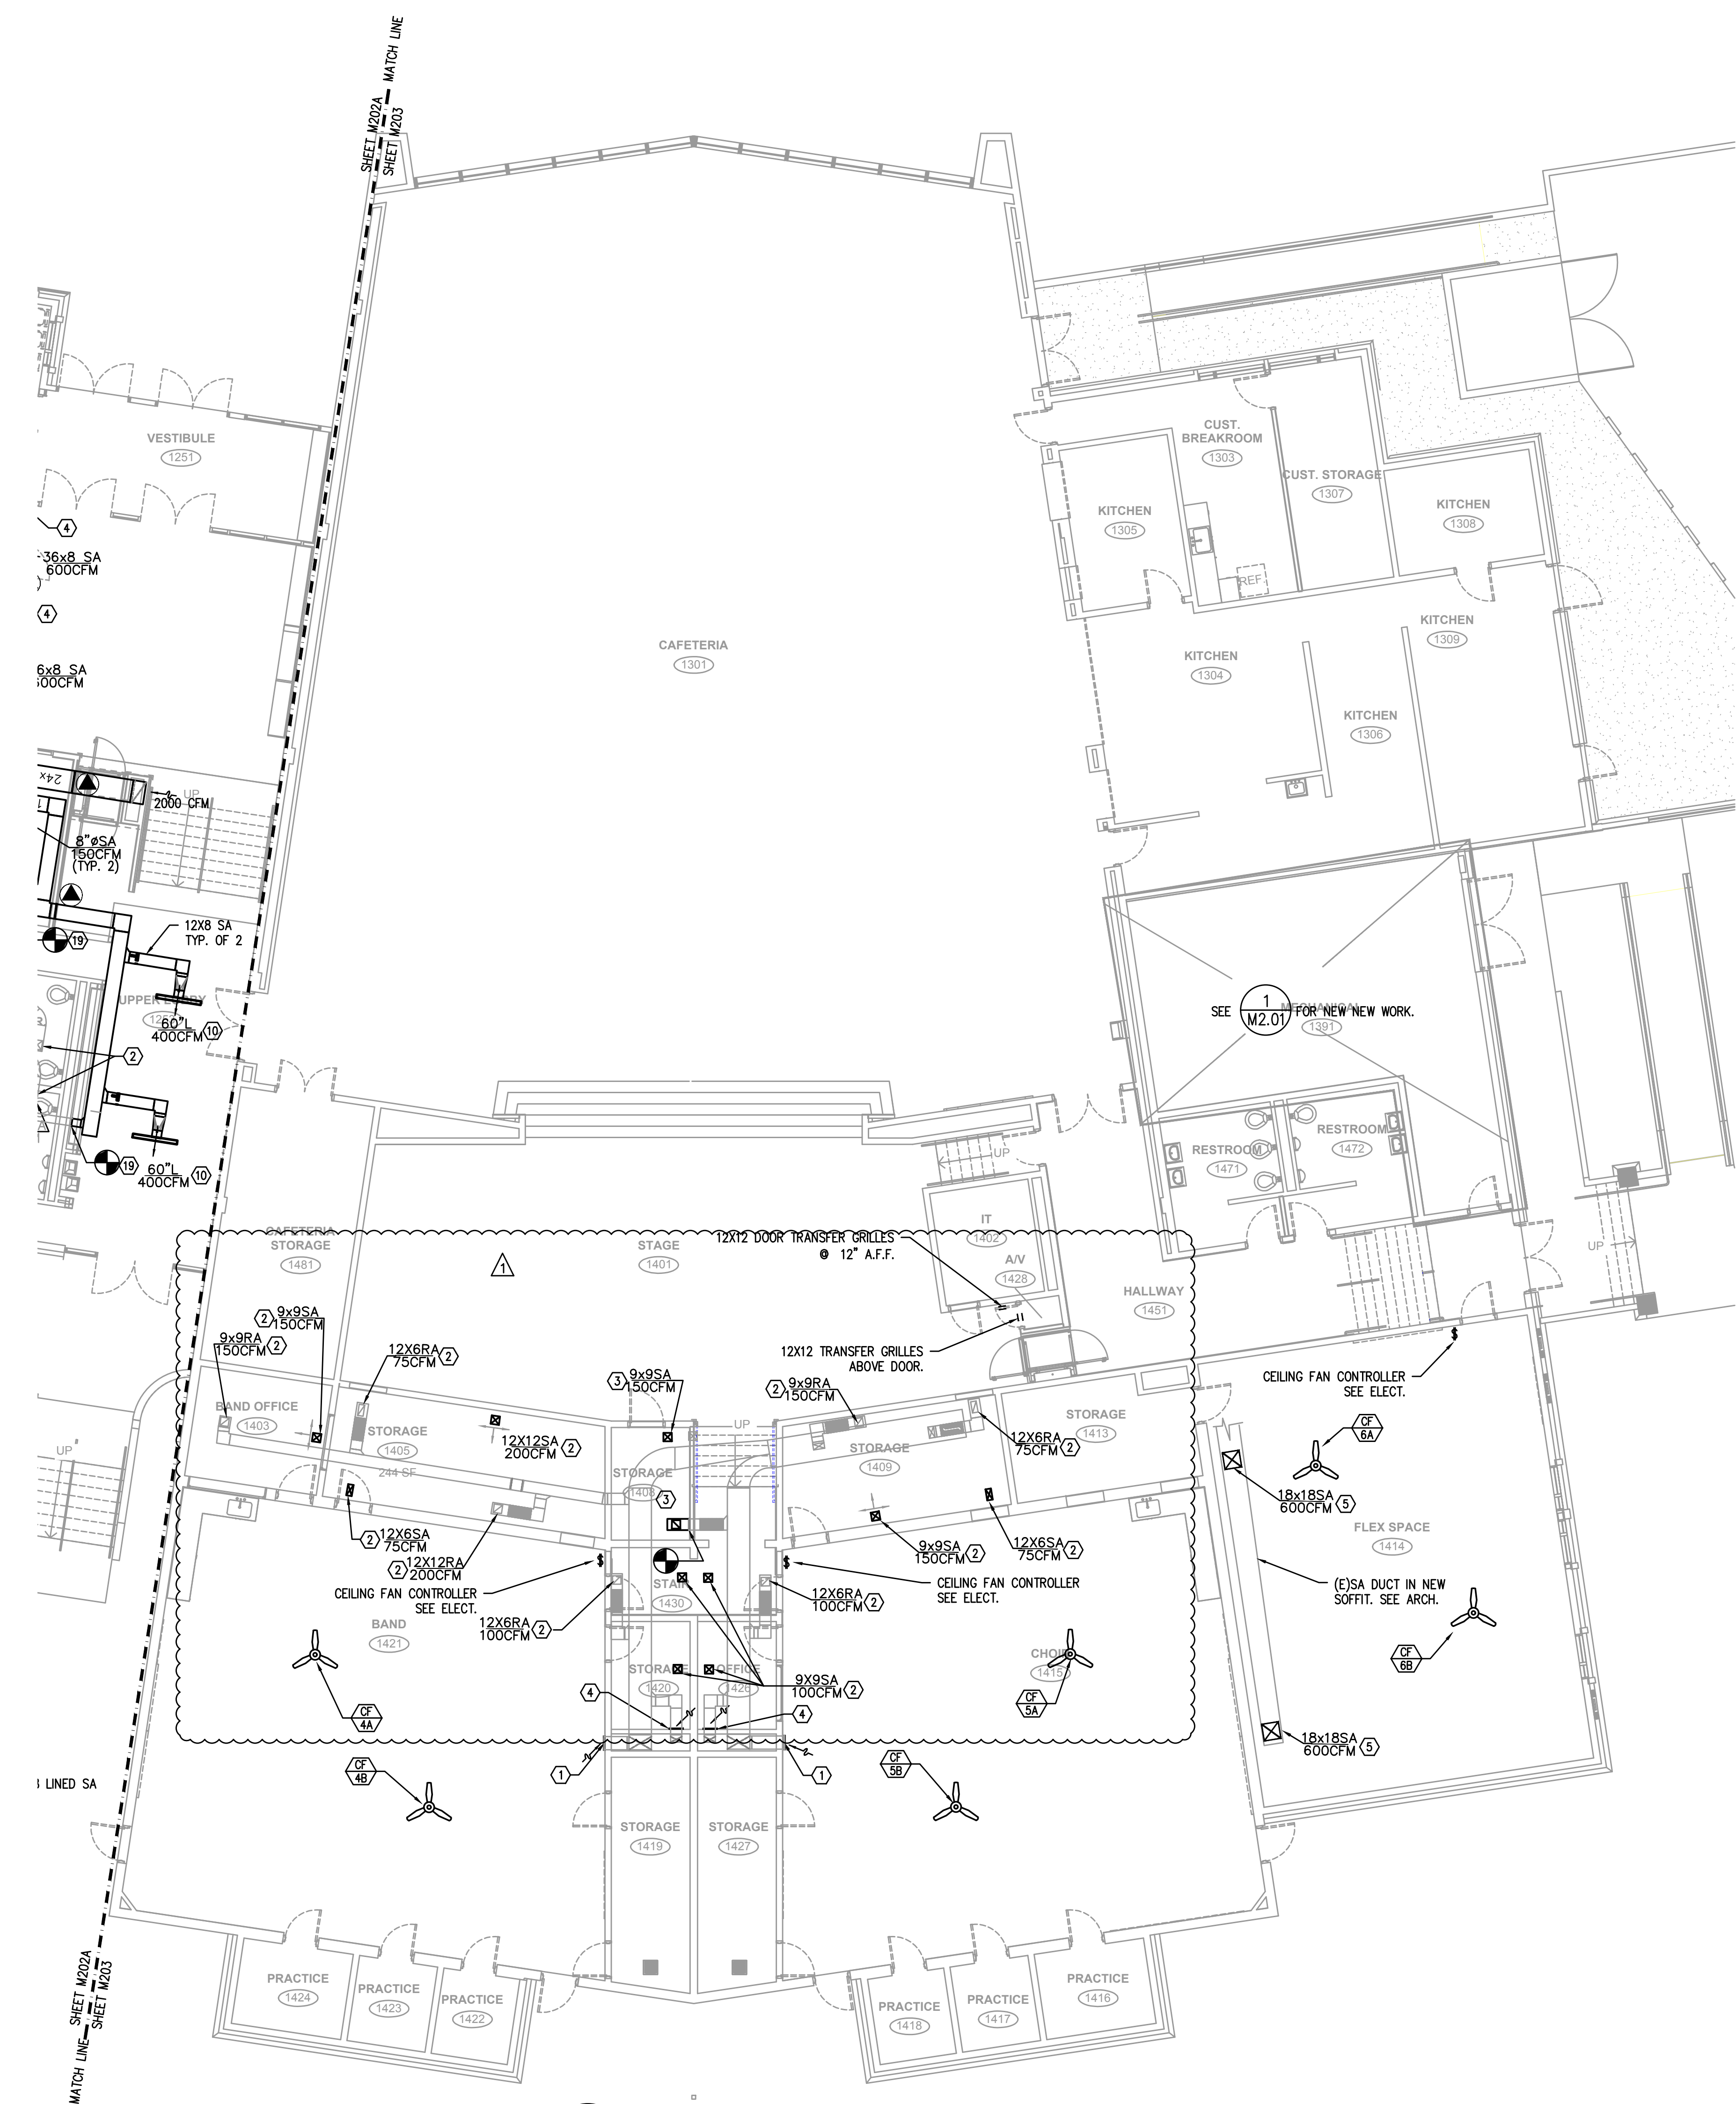 MATCH LINE
SHEET M202A
SHEET M203
VESTIBULE
1251
4
36x8 SA
600CFM
4
6x8 SA
CUST.
BREAKROOM
1303
CUST. STORAGE
1307
KITCHEN
1305
KITCHEN
1308
REF.
CAFETERIA
1301
KITCHEN
1304
KITCHEN
1309
KITCHEN
1306
24x
UP
2000 CFM
8"øSA
150CFM
(TYP. 2)
19
12X8 SA
TYP. OF 2
UPPER LOBBY
60"L
400CFM 10
2
19
60"L
400CFM 10
SEE
1
M2.01
FOR NEW NEW WORK.
MECHANICAL
1391
RESTROOM
1471
RESTROOM
1472
UP
UP
CAFETERIA
STORAGE
1481
1
STAGE
1401
12X12 DOOR TRANSFER GRILLES
@ 12" A.F.F.
IT
1402
A/V
1428
HALLWAY
1451
12X12 TRANSFER GRILLES
ABOVE DOOR.
2 9x9SA
150CFM
9x9RA
150CFM 2
12X6RA
75CFM 2
3 9x9SA
150CFM
2 9x9RA
150CFM
CEILING FAN CONTROLLER
SEE ELECT.
BAND OFFICE
1403
STORAGE
1405
244 SF
12X12SA
200CFM 2
UP
STORAGE
1408
3
STORAGE
1409
12X6RA
75CFM 2
STORAGE
1413
CF
6A
18x18SA
600CFM 5
FLEX SPACE
1414
UP
2 12X6SA
75CFM
2 12X12RA
200CFM
9x9SA
150CFM 2
12X6SA
75CFM 2
CEILING FAN CONTROLLER
SEE ELECT.
STAIR
1430
CEILING FAN CONTROLLER
SEE ELECT.
12X6RA
100CFM 2
12X6RA
100CFM 2
(E)SA DUCT IN NEW
SOFFIT. SEE ARCH.
BAND
1421
CHOIR
1415
CF
6B
STORAGE
1420
OFFICE
1426
9X9SA
100CFM 2
4
4
CF
4A
CF
5A
18x18SA
600CFM 5
CF
4B
1
1
CF
5B
LINED SA
STORAGE
1419
STORAGE
1427
PRACTICE
1424
PRACTICE
1423
PRACTICE
1422
PRACTICE
1418
PRACTICE
1417
PRACTICE
1416
SHEET M202A
SHEET M203
MATCH LINE